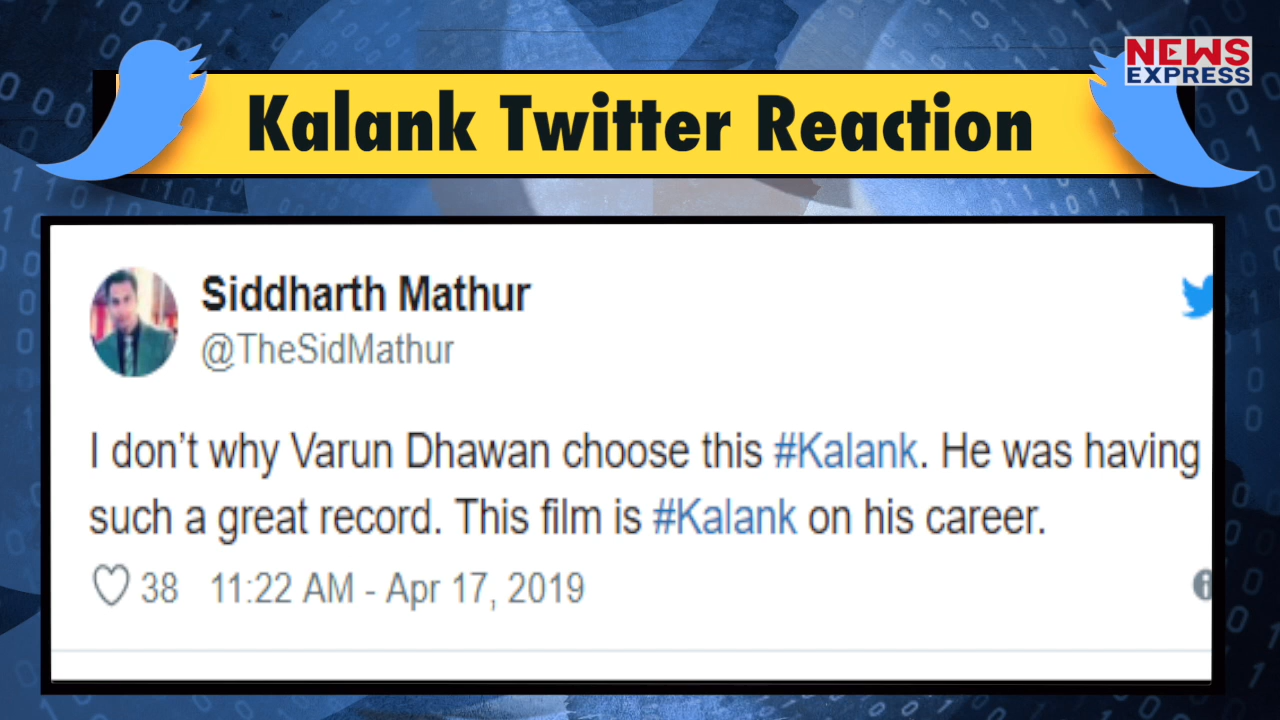 NEWS
EXPRESS
Kalank Twitter Reaction
Siddharth Mathur
@TheSidMathur
I don’t why Varun Dhawan choose this #Kalank. He was having
such a great record. This film is #Kalank on his career.
38 11:22 AM - Apr 17, 2019